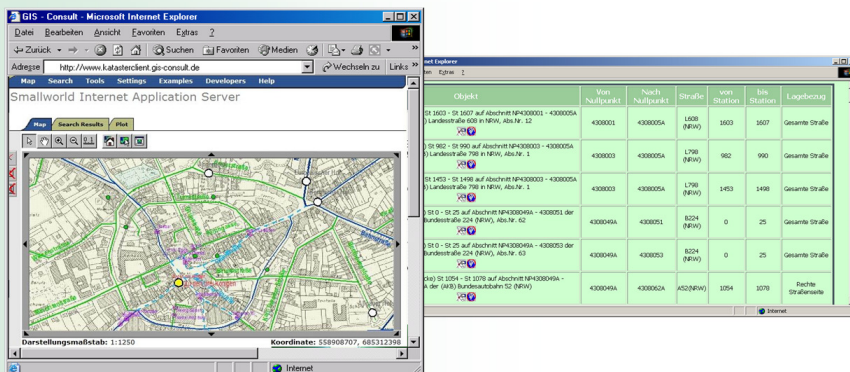 GIS - Consult - Microsoft Internet Explorer
Datei Bearbeiten Ansicht Favoriten Extras ?
Zurück Suchen Favoriten Medien
Adresse http://www.katasterclient.gis-consult.de Wechseln zu Links »
Map Search Tools Settings Examples Developers Help
Smallworld Internet Application Server
Map Search Results Plot
Darstellungsmaßstab: 1:1250 Koordinate: 558908707, 685312398
Internet
net Explorer
Extras ?
Objekt Von Nullpunkt Nach Nullpunkt Straße von Station bis Station Lagebezug
St 1603 - St 1607 auf Abschnitt NP4308001 - 4308005A
) Landesstraße 608 in NRW, Abs.Nr. 12
4308001 4308005A L608 (NRW) 1603 1607 Gesamte Straße
) St 982 - St 990 auf Abschnitt NP4308003 - 4308005A
) Landesstraße 798 in NRW, Abs.Nr. 1
4308003 4308005A L798 (NRW) 982 990 Gesamte Straße
St 1453 - St 1498 auf Abschnitt NP4308003 - 4308005A
) Landesstraße 798 in NRW, Abs.Nr. 1
4308003 4308005A L798 (NRW) 1453 1498 Gesamte Straße
) St 0 - St 25 auf Abschnitt NP4308049A - 4308051 der
Bundesstraße 224 (NRW), Abs.Nr. 62
4308049A 4308051 B224 (NRW) 0 25 Gesamte Straße
) St 0 - St 25 auf Abschnitt NP4308049A - 4308053 der
Bundesstraße 224 (NRW), Abs.Nr. 63
4308049A 4308053 B224 (NRW) 0 25 Gesamte Straße
cke) St 1054 - St 1078 auf Abschnitt NP4308049A -
A der (AKB) Bundesautobahn 52 (NRW)
4308049A 4308062A A52(NRW) 1054 1078 Rechte Straßenseite
Internet